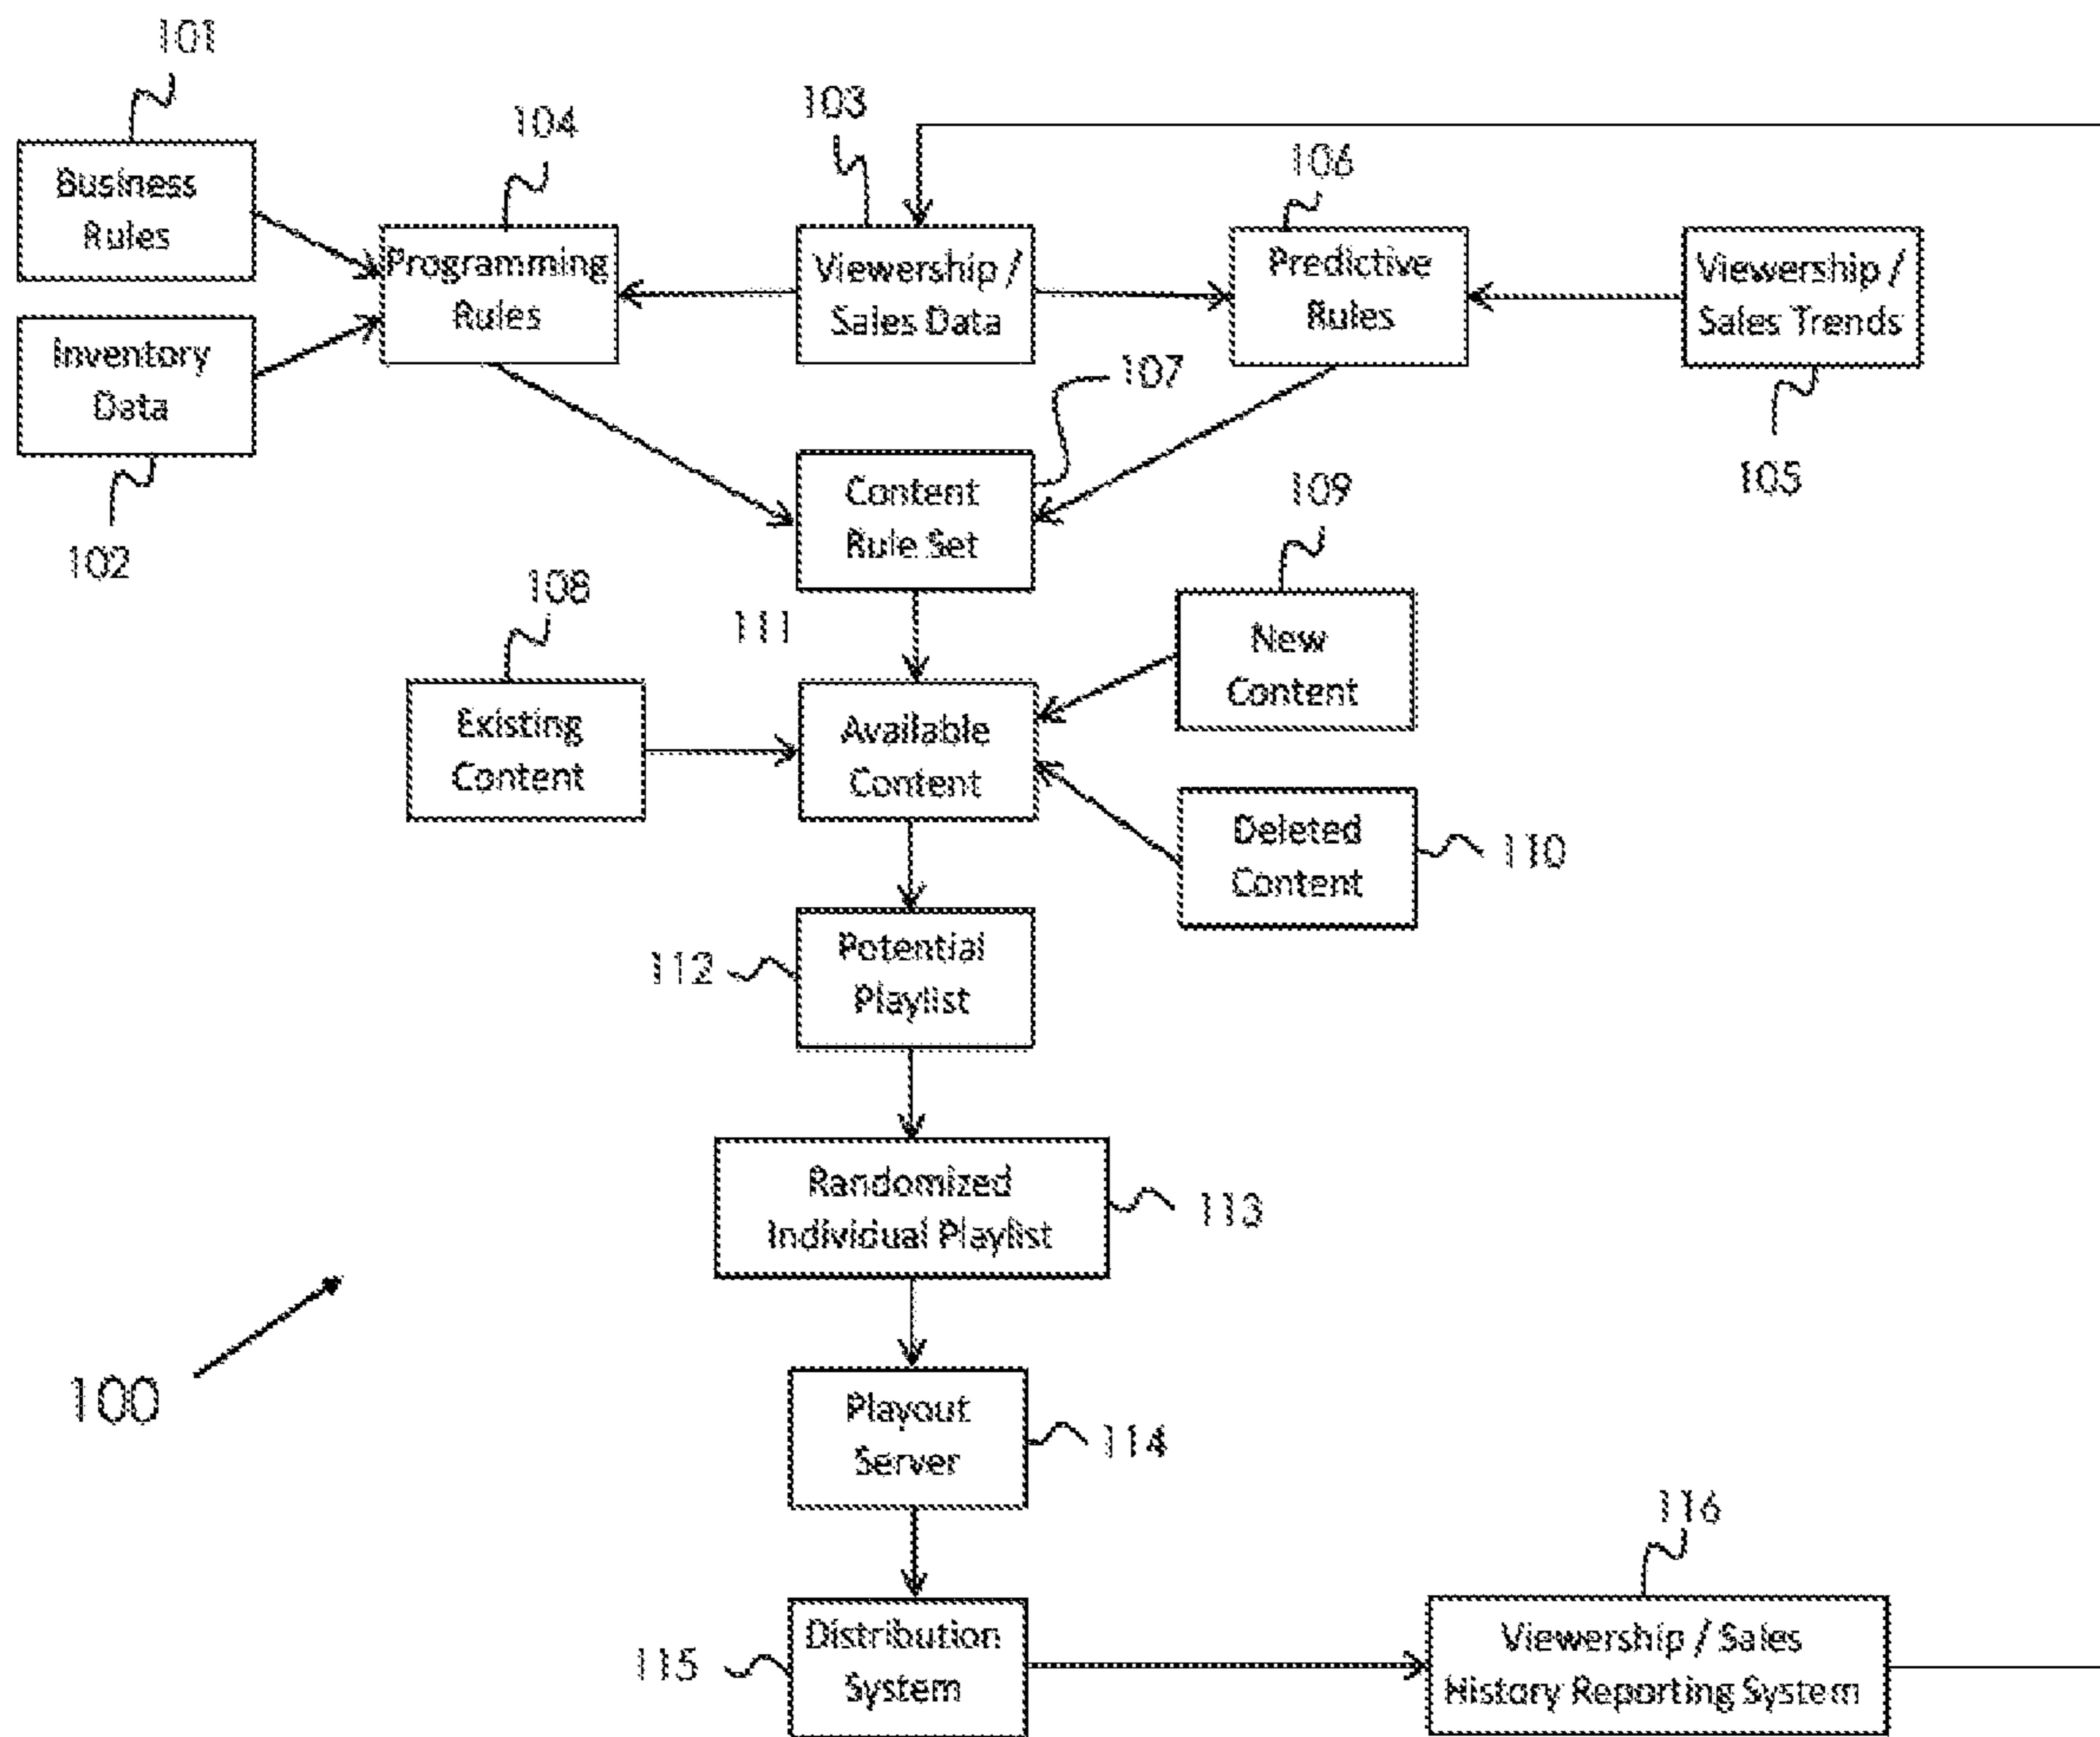 101
Business
Rules
104
Programming
Rules
103
Viewership /
Sales Data
106
Predictive
Rules
Viewership /
Sales Trends
105
Inventory
Data
102
107
Content
Rule Set
111
108
Existing
Content
Available
Content
109
New
Content
Deleted
Content
110
112
Potential
Playlist
Randomized
Individual Playlist
113
100
Playout
Server
114
115
Distribution
System
116
Viewership / Sales
History Reporting System